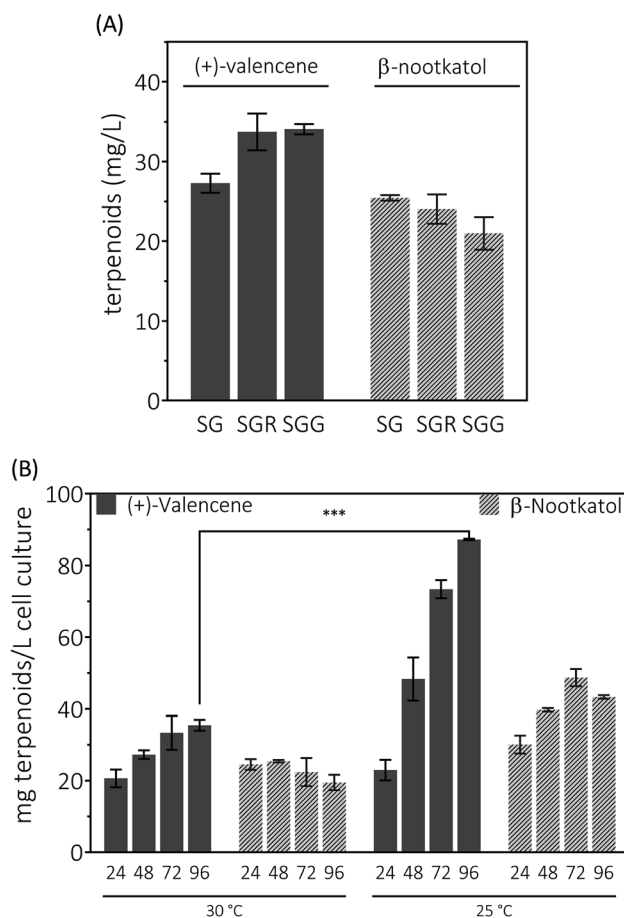 (A)
(+)-valencene β-nootkatol
terpenoids (mg/L)
40
30
20
10
0
SG SGR SGG SG SGR SGG
(B)
(+)-Valencene *** β-Nootkatol
mg terpenoids/L cell culture
100
80
60
40
20
0
24 48 72 96 24 48 72 96 24 48 72 96 24 48 72 96
30 °C 25 °C